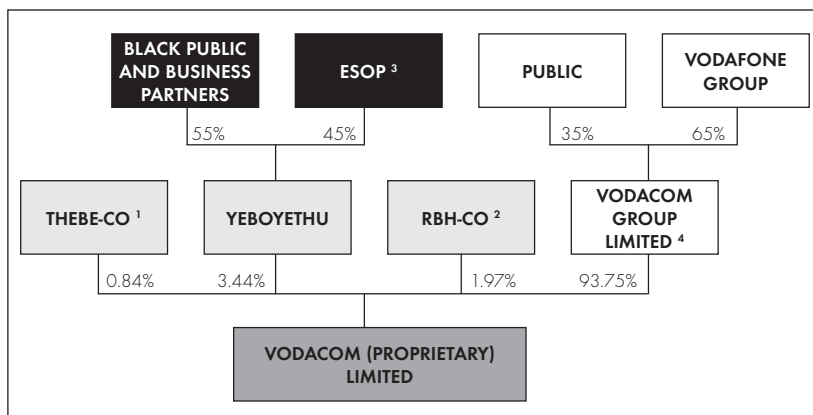 BLACK PUBLIC
AND BUSINESS
PARTNERS
ESOP ³
PUBLIC
VODAFONE
GROUP
55%
45%
35%
65%
THEBE-CO ¹
YEBOYETHU
RBH-CO ²
VODACOM
GROUP
LIMITED ⁴
0.84%
3.44%
1.97%
93.75%
VODACOM (PROPRIETARY)
LIMITED